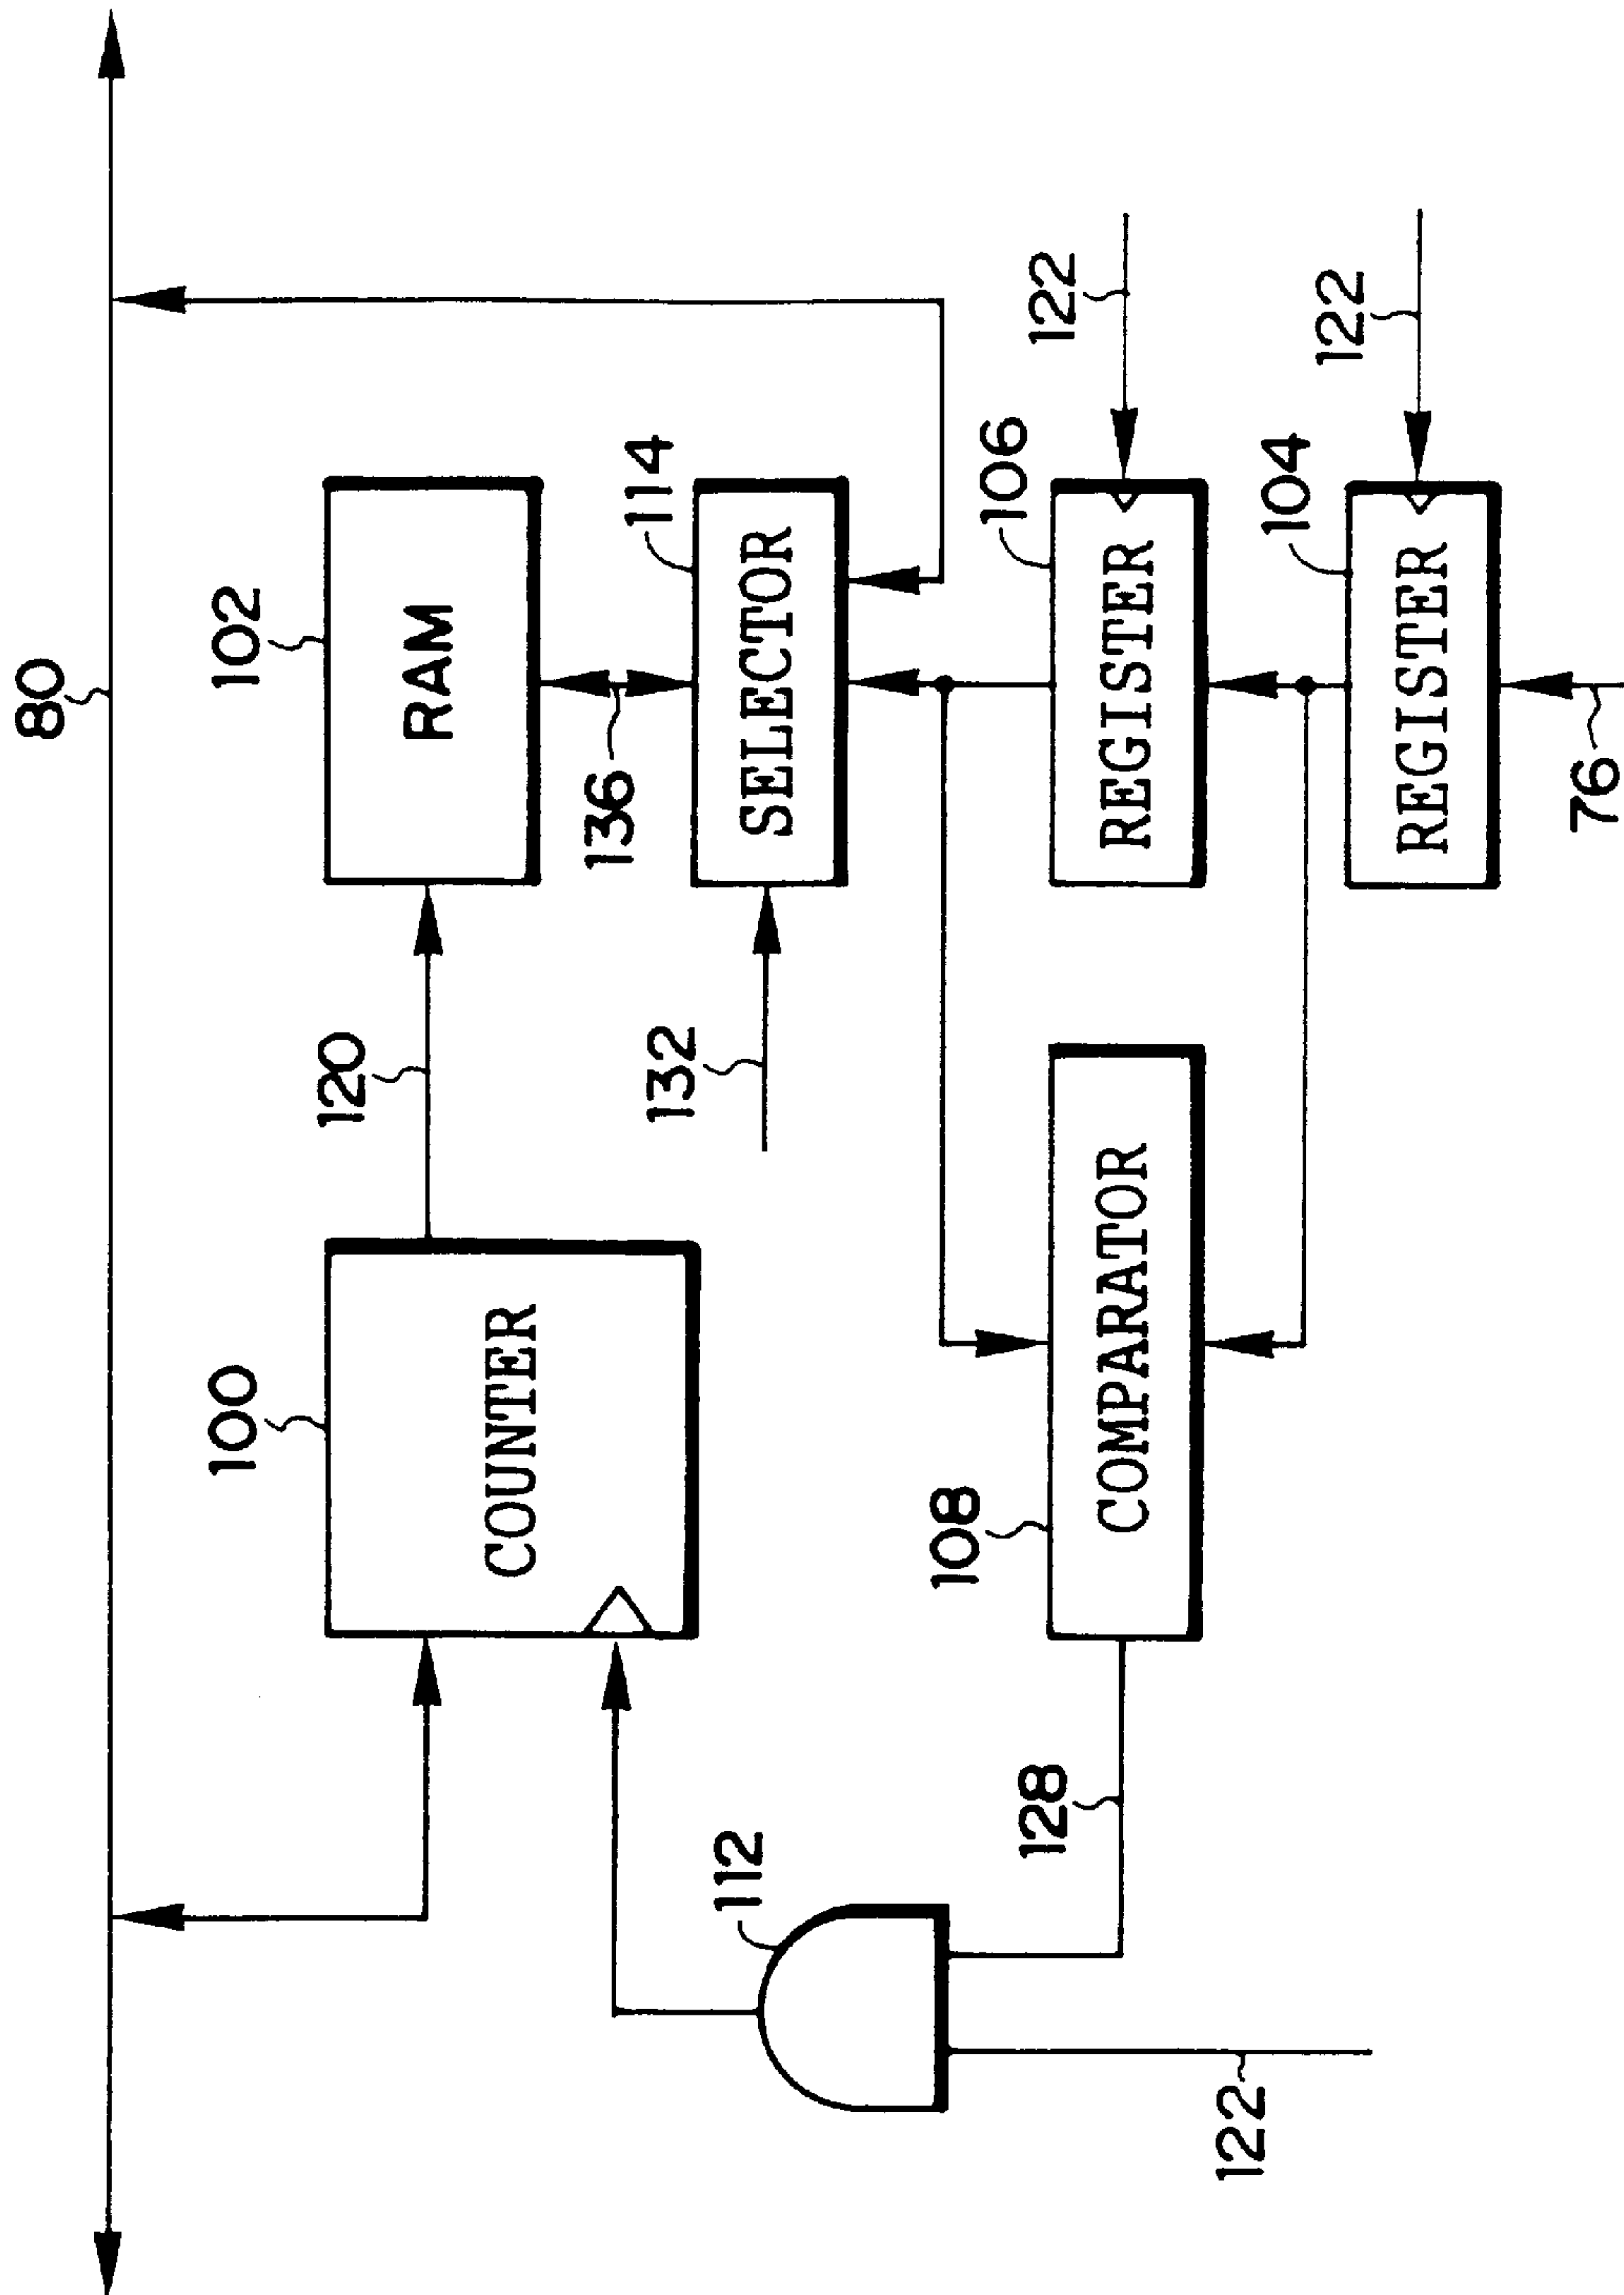 80
102
RAM
120
100
COUNTER
136
114
SELECTOR
132
122
106
REGISTER
108
COMPARATOR
128
112
122
104
REGISTER
76
122